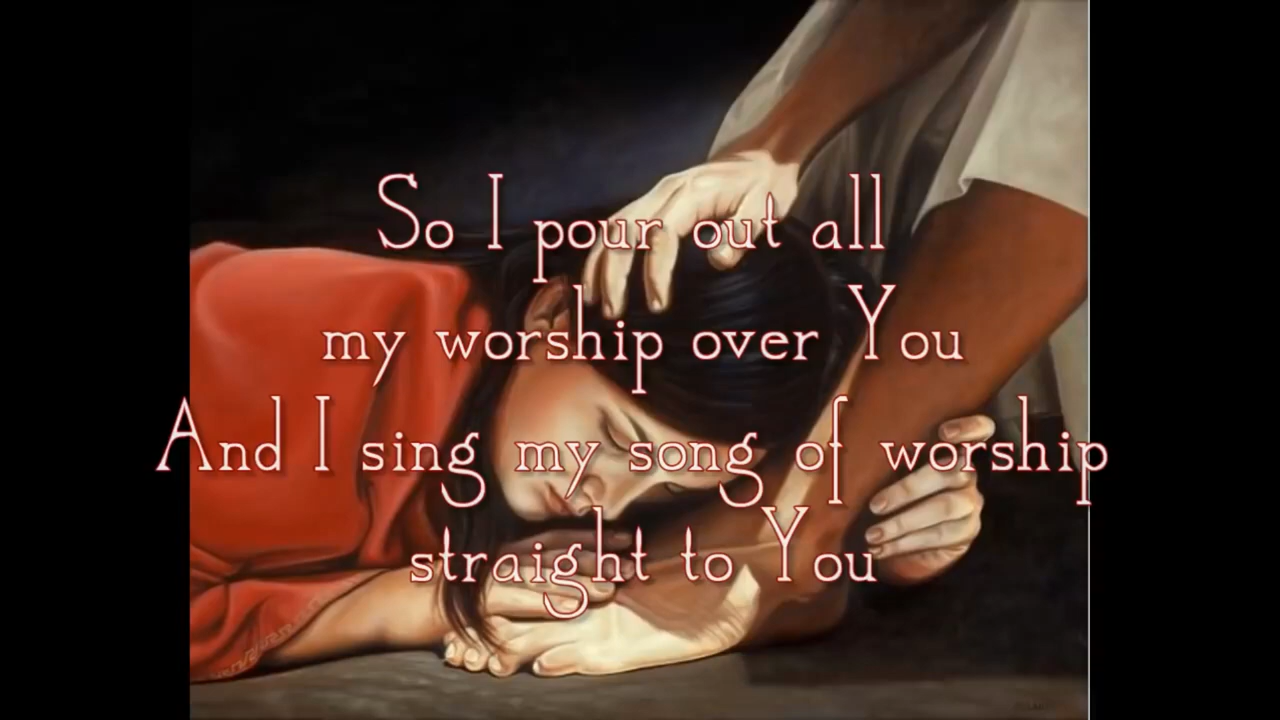 So I pour out all
my worship over You
And I sing my song of worship
straight to You